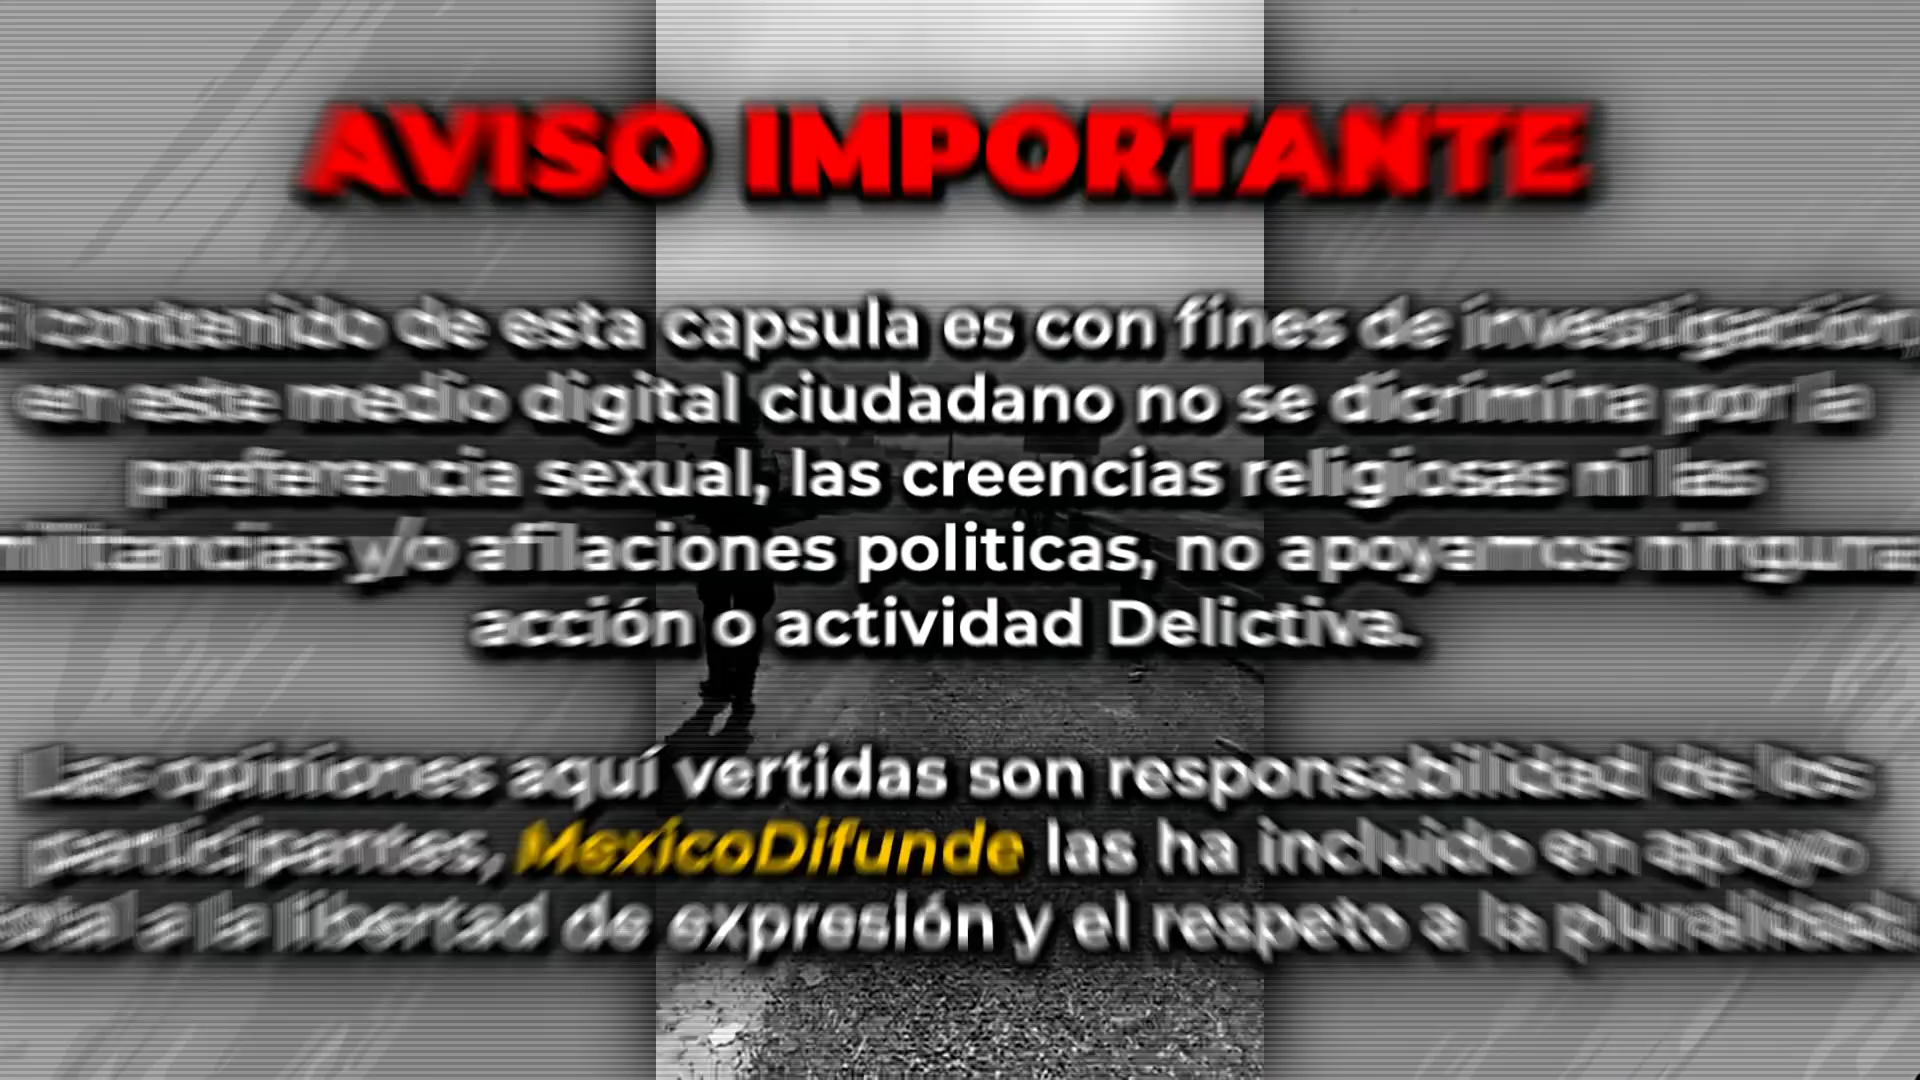 AVISO IMPORTANTE
El contenido de esta capsula es con fines de investigación,
en este medio digital ciudadano no se dicrimina por la
preferencia sexual, las creencias religiosas ni las
militancias y/o afilaciones politicas, no apoyamos ninguna
acción o actividad Delictiva.
Las opiniones aquí vertidas son responsabilidad de los
participantes, MexicoDifunde las ha incluido en apoyo
total a la libertad de expresión y el respeto a la pluralidad.